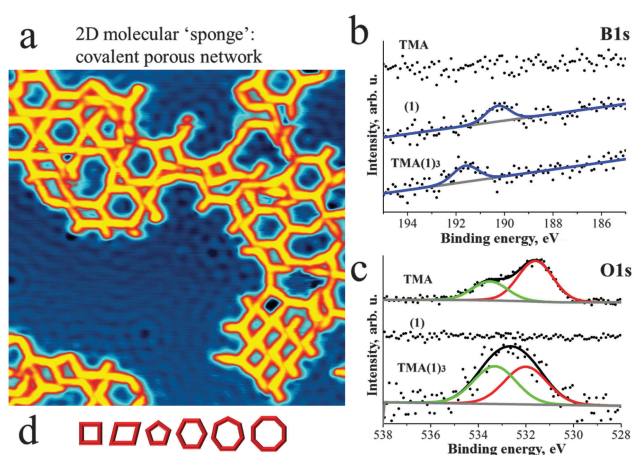 a
2D molecular ‘sponge’:
covalent porous network
b
B1s
TMA
(1)
TMA(1)₃
Intensity, arb. u.
194 192 190 188 186
Binding energy, eV
c
O1s
TMA
(1)
TMA(1)₃
Intensity, arb. u.
538 536 534 532 530 528
Binding energy, eV
d